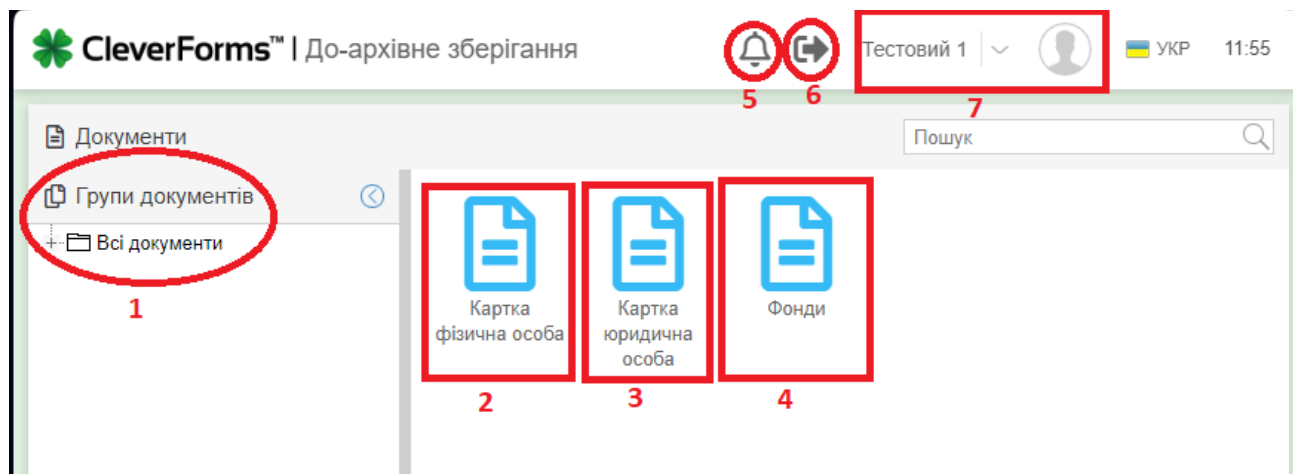 CleverForms™ | До-архівне зберігання
Тестовий 1
УКР
11:55
5
6
7
Документи
Пошук
Групи документів
Всі документи
1
Картка
фізична особа
2
Картка
юридична
особа
3
Фонди
4